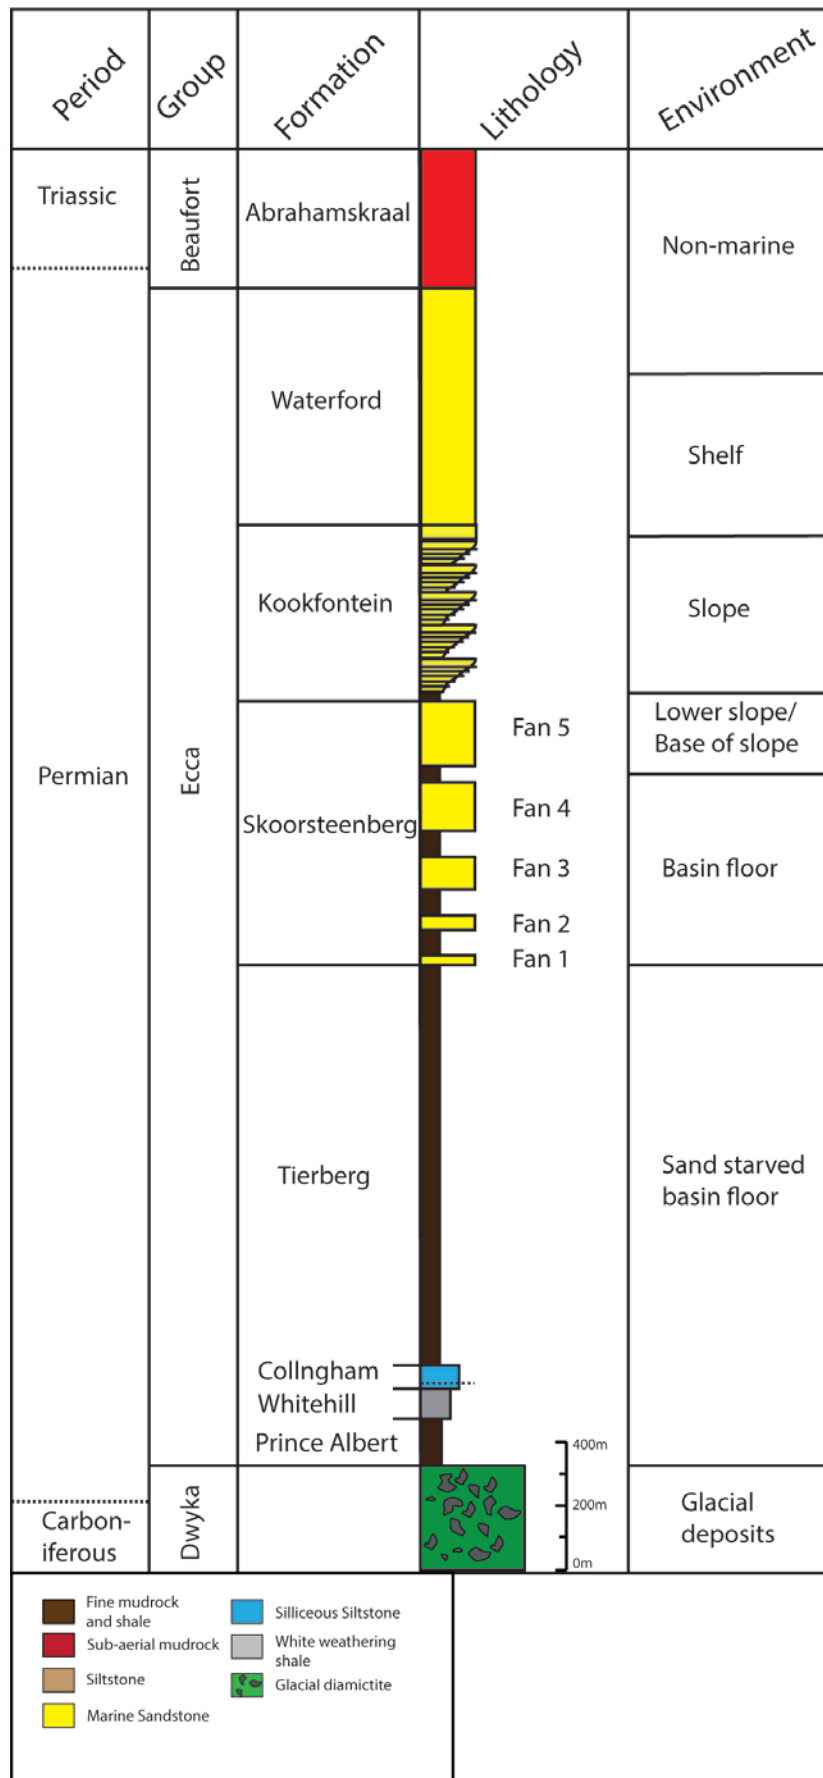 Period
Group
Formation
Lithology
Environment
Triassic
Beaufort
Abrahamskraal
Non-marine
Waterford
Shelf
Kookfontein
Slope
Permian
Ecca
Skoorsteenberg
Fan 5
Fan 4
Fan 3
Fan 2
Fan 1
Lower slope/
Base of slope
Basin floor
Tierberg
Sand starved
basin floor
Collngham
Whitehill
Prince Albert
400m
200m
0m
Carbon-
iferous
Dwyka
Glacial
deposits
Fine mudrock
and shale
Sub-aerial mudrock
Siltstone
Marine Sandstone
Silliceous Siltstone
White weathering
shale
Glacial diamictite